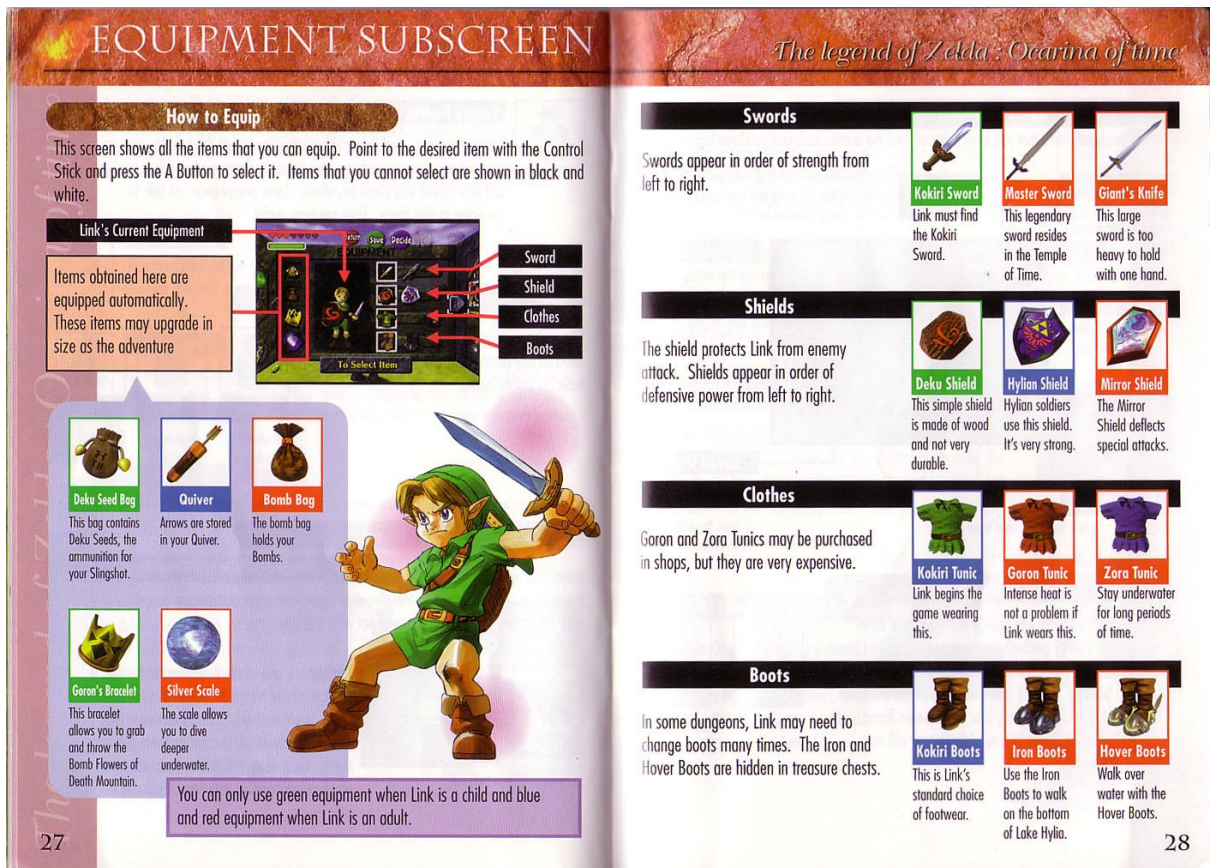 EQUIPMENT SUBSCREEN
How to Equip
This screen shows all the items that you can equip. Point to the desired item with the Control
Stick and press the A Button to select it. Items that you cannot select are shown in black and
white.
Link's Current Equipment
Items obtained here are
equipped automatically.
These items may upgrade in
size as the adventure
Return Save Decide
EQUIPMENT
To Select Item
Sword
Shield
Clothes
Boots
Deku Seed Bag
This bag contains
Deku Seeds, the
ammunition for
your Slingshot.
Quiver
Arrows are stored
in your Quiver.
Bomb Bag
The bomb bag
holds your
Bombs.
Goron's Bracelet
This bracelet
allows you to grab
and throw the
Bomb Flowers of
Death Mountain.
Silver Scale
The scale allows
you to dive
deeper
underwater.
You can only use green equipment when Link is a child and blue
and red equipment when Link is an adult.
27
The legend of Zelda : Ocarina of time
Swords
Swords appear in order of strength from
left to right.
Kokiri Sword
Link must find
the Kokiri
Sword.
Master Sword
This legendary
sword resides
in the Temple
of Time.
Giant's Knife
This large
sword is too
heavy to hold
with one hand.
Shields
The shield protects Link from enemy
attack. Shields appear in order of
defensive power from left to right.
Deku Shield
This simple shield
is made of wood
and not very
durable.
Hylian Shield
Hylian soldiers
use this shield.
It's very strong.
Mirror Shield
The Mirror
Shield deflects
special attacks.
Clothes
Goron and Zora Tunics may be purchased
in shops, but they are very expensive.
Kokiri Tunic
Link begins the
game wearing
this.
Goron Tunic
Intense heat is
not a problem if
Link wears this.
Zora Tunic
Stay underwater
for long periods
of time.
Boots
In some dungeons, Link may need to
change boots many times. The Iron and
Hover Boots are hidden in treasure chests.
Kokiri Boots
This is Link's
standard choice
of footwear.
Iron Boots
Use the Iron
Boots to walk
on the bottom
of Lake Hylia.
Hover Boots
Walk over
water with the
Hover Boots.
28